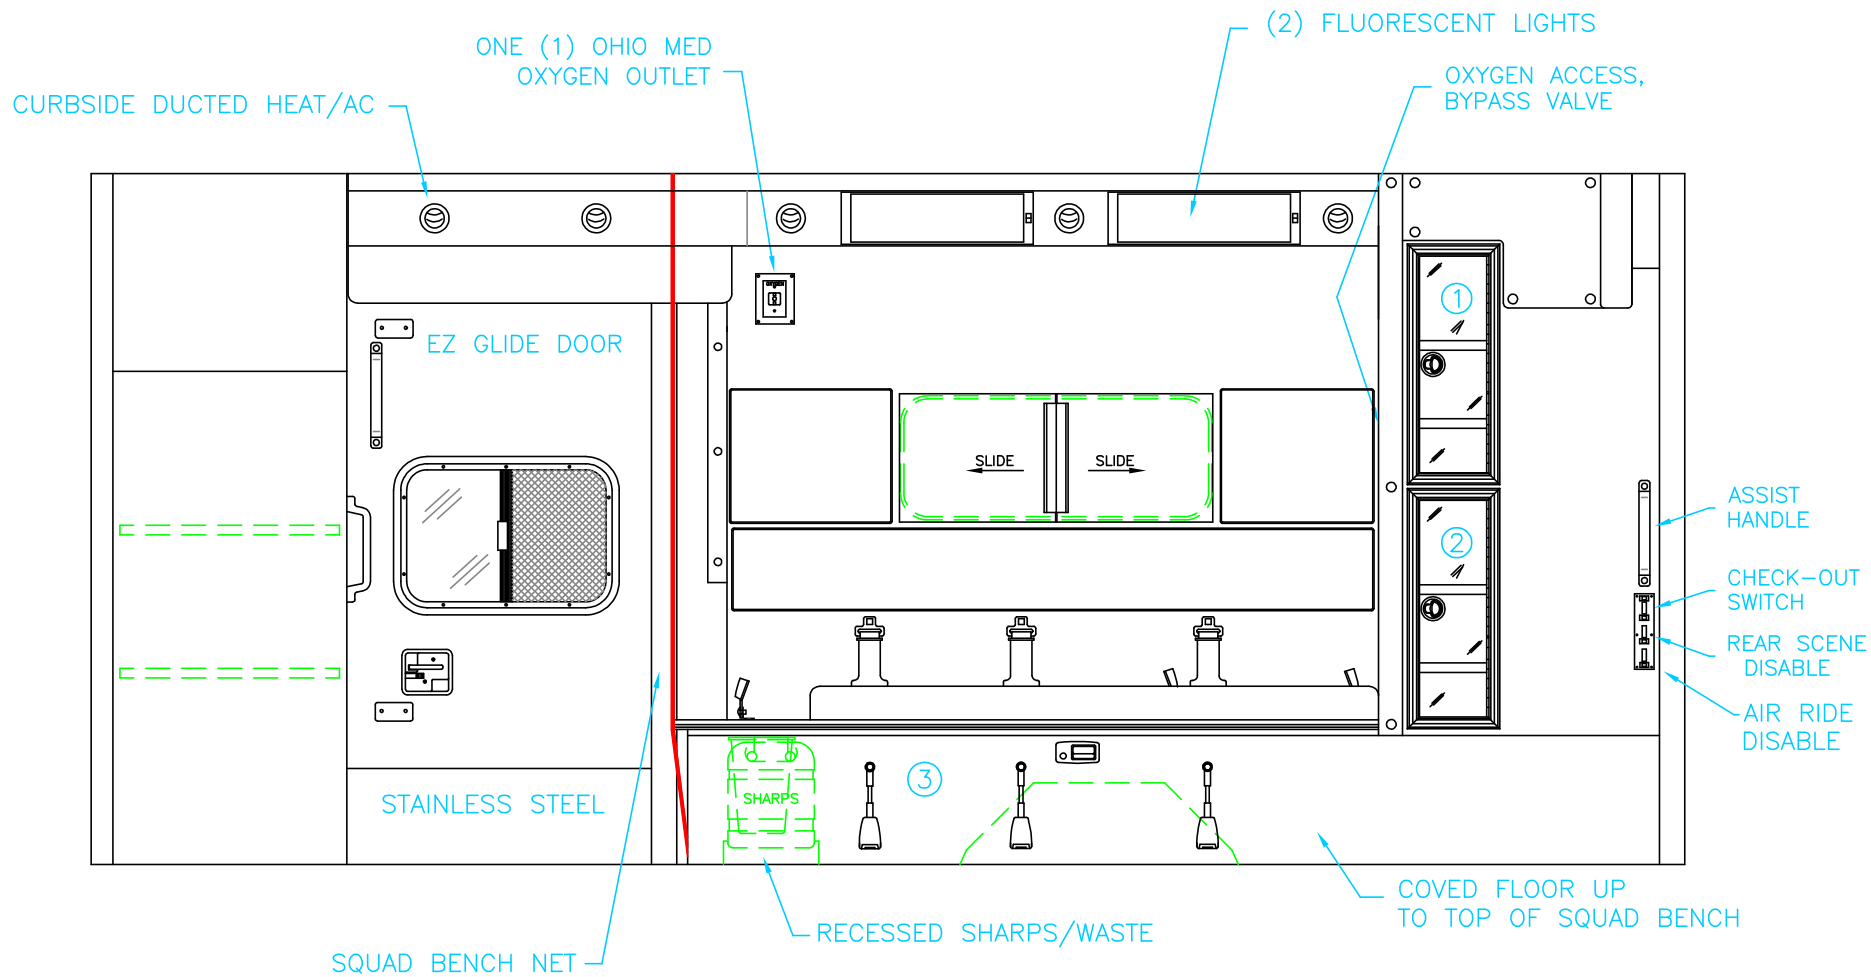 (2) FLUORESCENT LIGHTS
ONE (1) OHIO MED
OXYGEN OUTLET
OXYGEN ACCESS,
BYPASS VALVE
CURBSIDE DUCTED HEAT/AC
OXYGEN
1
EZ GLIDE DOOR
SLIDE
SLIDE
2
ASSIST
HANDLE
CHECK-OUT
SWITCH
REAR SCENE
DISABLE
AIR RIDE
DISABLE
3
SHARPS
STAINLESS STEEL
COVED FLOOR UP
TO TOP OF SQUAD BENCH
RECESSED SHARPS/WASTE
SQUAD BENCH NET